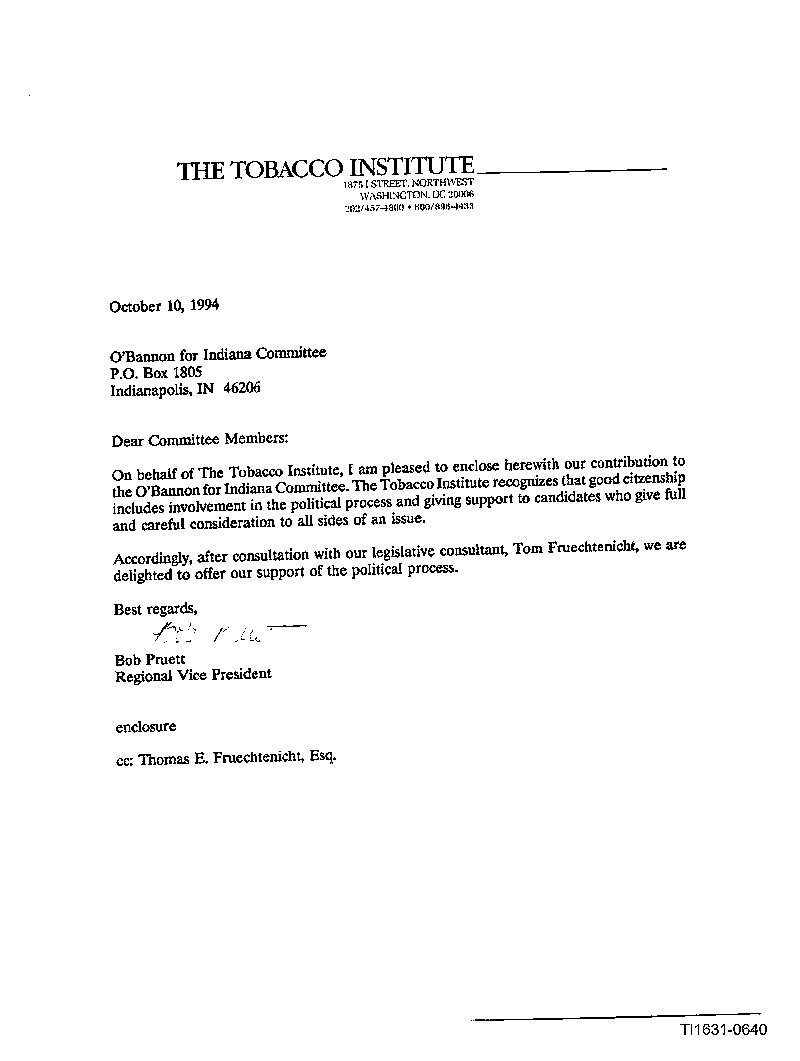 THE TOBACCO INSTITUTE
1875 I STREET, NORTHWEST
WASHINGTON, DC 20006
202/457-4800 • 800/898-4433
October 10, 1994
O'Bannon for Indiana Committee
P.O. Box 1805
Indianapolis, IN 46206
Dear Committee Members:
On behalf of The Tobacco Institute, I am pleased to enclose herewith our contribution to
the O'Bannon for Indiana Committee. The Tobacco Institute recognizes that good citzenship
includes involvement in the political process and giving support to candidates who give full
and careful consideration to all sides of an issue.
Accordingly, after consultation with our legislative consultant, Tom Fruechtenicht, we are
delighted to offer our support of the political process.
Best regards,
Bob Pruett
Regional Vice President
enclosure
cc: Thomas E. Fruechtenicht, Esq.
TI1631-0640